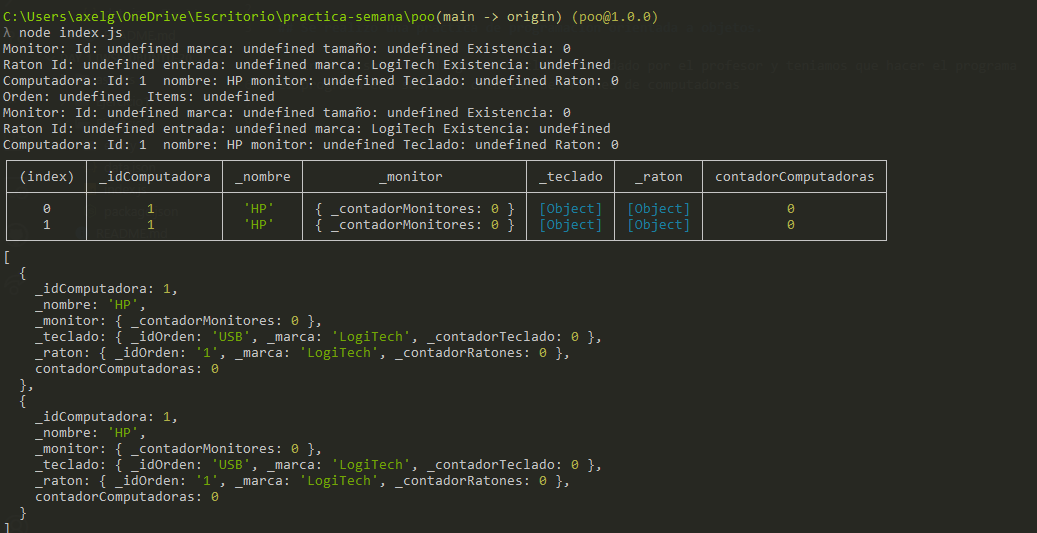 C:\Users\axelg\OneDrive\Escritorio\practica-semana\poo(main -> origin) (poo@1.0.0)
λ node index.js
Monitor: Id: undefined marca: undefined tamaño: undefined Existencia: 0
Raton Id: undefined entrada: undefined marca: LogiTech Existencia: undefined
Computadora: Id: 1  nombre: HP monitor: undefined Teclado: undefined Raton: 0
Orden: undefined  Items: undefined
Monitor: Id: undefined marca: undefined tamaño: undefined Existencia: 0
Raton Id: undefined entrada: undefined marca: LogiTech Existencia: undefined
Computadora: Id: 1  nombre: HP monitor: undefined Teclado: undefined Raton: 0
(index) _idComputadora _nombre _monitor _teclado _raton contadorComputadoras
0 1 'HP' { _contadorMonitores: 0 } [Object] [Object] 0
1 1 'HP' { _contadorMonitores: 0 } [Object] [Object] 0
[
  {
    _idComputadora: 1,
    _nombre: 'HP',
    _monitor: { _contadorMonitores: 0 },
    _teclado: { _idOrden: 'USB', _marca: 'LogiTech', _contadorTeclado: 0 },
    _raton: { _idOrden: '1', _marca: 'LogiTech', _contadorRatones: 0 },
    contadorComputadoras: 0
  },
  {
    _idComputadora: 1,
    _nombre: 'HP',
    _monitor: { _contadorMonitores: 0 },
    _teclado: { _idOrden: 'USB', _marca: 'LogiTech', _contadorTeclado: 0 },
    _raton: { _idOrden: '1', _marca: 'LogiTech', _contadorRatones: 0 },
    contadorComputadoras: 0
  }
]